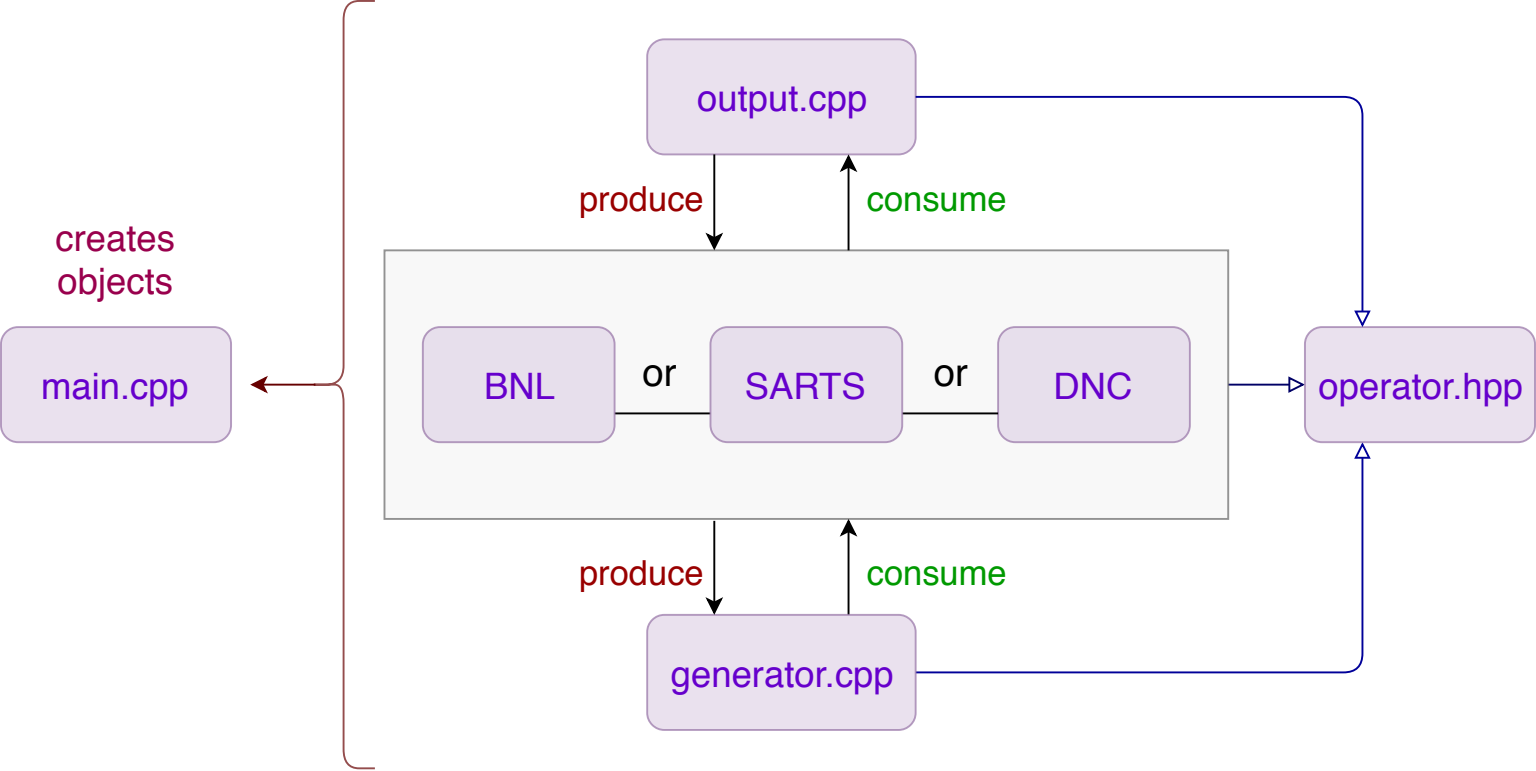 output.cpp
produce
consume
creates
objects
main.cpp
BNL
or
SARTS
or
DNC
operator.hpp
produce
consume
generator.cpp